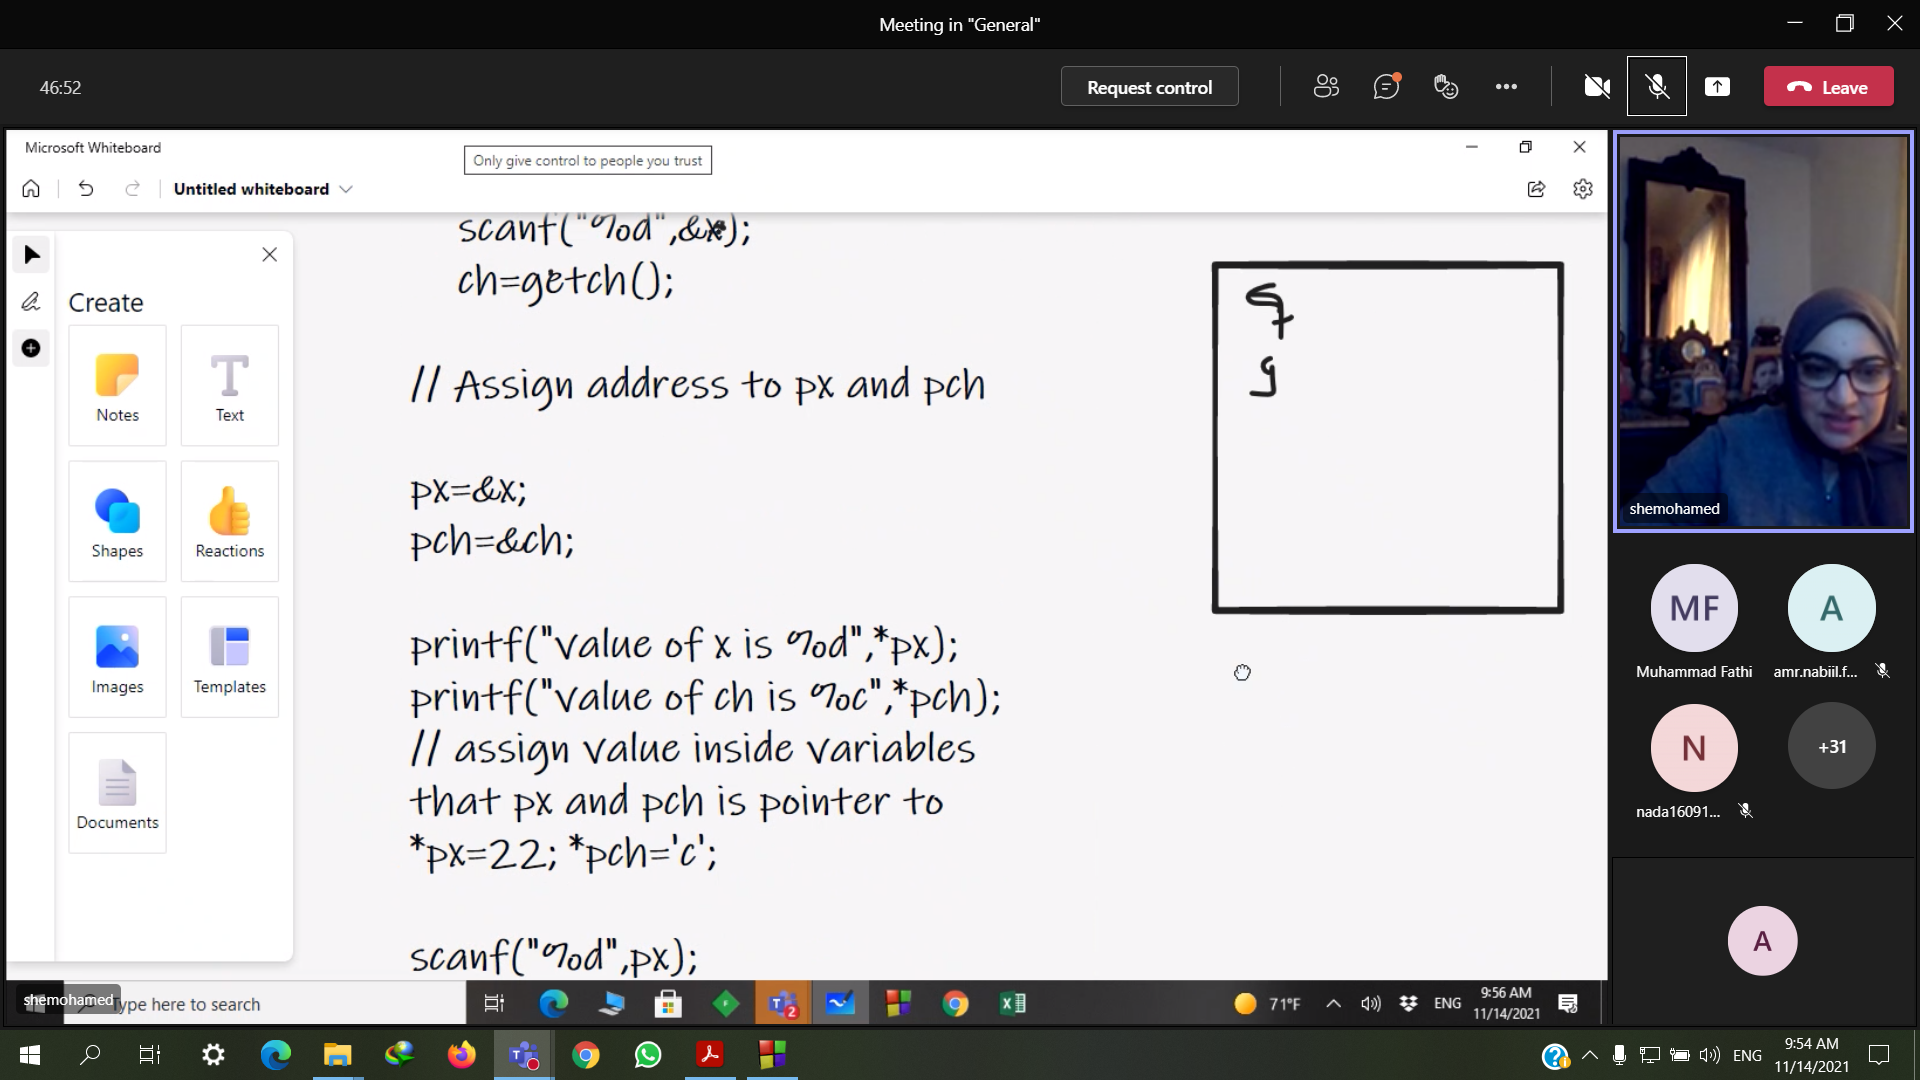 Meeting in "General"
46:52
Request control
Leave
Microsoft Whiteboard
Only give control to people you trust
Untitled whiteboard
Create
Notes
Text
Shapes
Reactions
Images
Templates
Documents
scanf("%d",&x);
ch=getch();
// Assign address to px and pch
px=&x;
pch=&ch;
printf("value of x is %d",*px);
printf("value of ch is %c",*pch);
// assign value inside variables
that px and pch is pointer to
*px=22; *pch='c';
scanf("%d",px);
shemohamed
MF
Muhammad Fathi
A
amr.nabiil.f...
N
nada16091...
+31
A
shemohamed
Type here to search
2
71°F
ENG
9:56 AM
11/14/2021
ENG
9:54 AM
11/14/2021